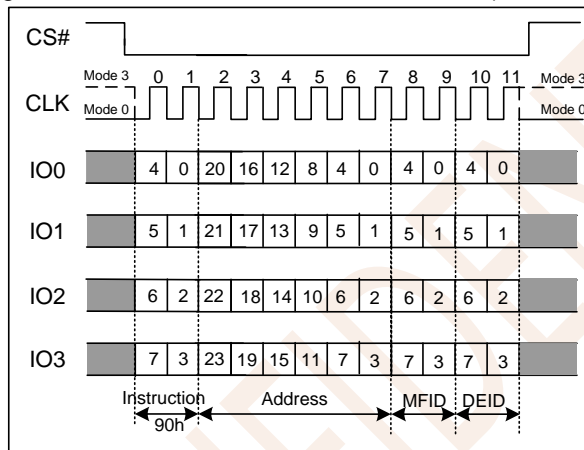 CS#
Mode 3 0 1 2 3 4 5 6 7 8 9 10 11 Mode 3
CLK
Mode 0 Mode 0
IO0 4 0 20 16 12 8 4 0 4 0 4 0
IO1 5 1 21 17 13 9 5 1 5 1 5 1
IO2 6 2 22 18 14 10 6 2 6 2 6 2
IO3 7 3 23 19 15 11 7 3 7 3 7 3
Instruction Address MFID DEID
90h